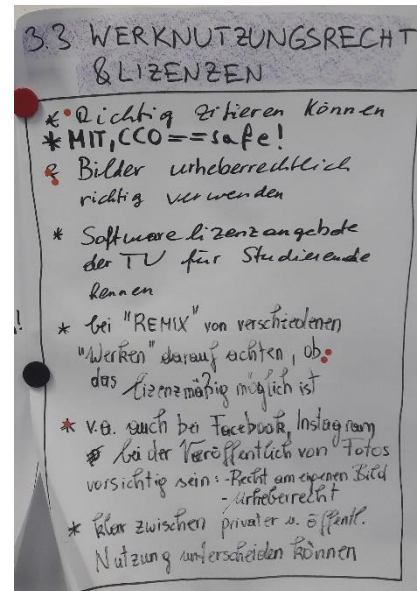 3.3 WERKNUTZUNGSRECHT
& LIZENZEN
* Richtig zitieren können
* MIT, CC0 == safe!
* Bilder urheberrechtlich
richtig verwenden
* Softwarelizenzangebote
der TU für Studierende
kennen
* bei "REMIX" von verschiedenen
"Werken" darauf achten, ob
das lizenzmäßig möglich ist
* v.a. auch bei Facebook, Instagram
bei der Veröffentlich von Fotos
vorsichtig sein: - Recht am eigenen Bild
- Urheberrecht
* klar zwischen privater u. öffentl.
Nutzung unterscheiden können